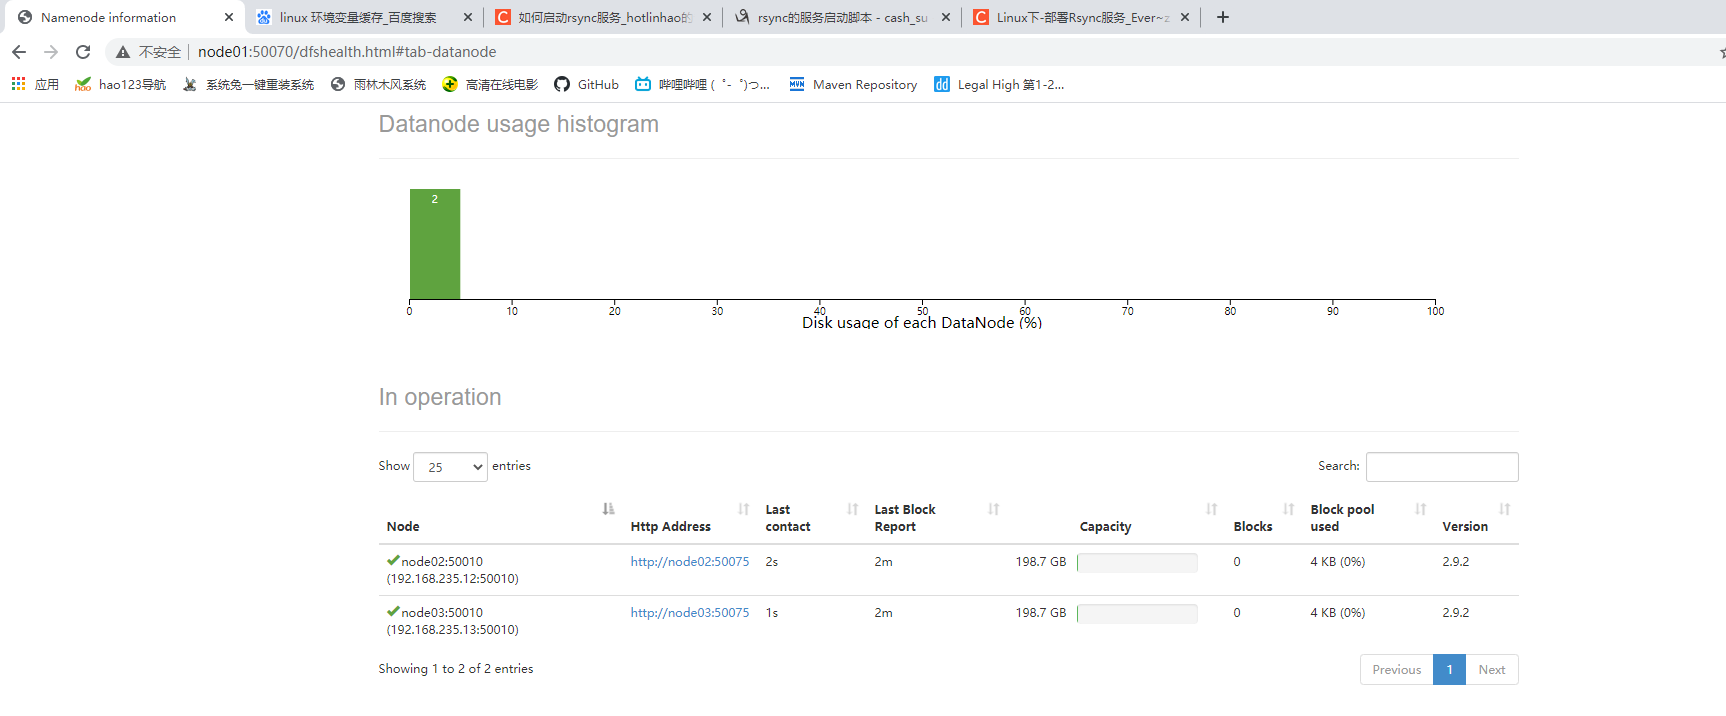 Namenode information
linux 环境变量缓存_百度搜索
如何启动rsync服务_hotlinhao的
rsync的服务启动脚本 - cash_su
Linux下-部署Rsync服务_Ever~z
不安全 node01:50070/dfshealth.html#tab-datanode
应用 hao123导航 系统兔一键重装系统 雨林木风系统 高清在线电影 GitHub 哔哩哔哩 ( ゜- ゜)つ... Maven Repository Legal High 第1-2...
Datanode usage histogram
2
0 10 20 30 40 50 60 70 80 90 100
Disk usage of each DataNode (%)
In operation
Show 25 entries Search:
Node Http Address Last contact Last Block Report Capacity Blocks Block pool used Version
node02:50010 http://node02:50075 2s 2m 198.7 GB 0 4 KB (0%) 2.9.2
(192.168.235.12:50010)
node03:50010 http://node03:50075 1s 2m 198.7 GB 0 4 KB (0%) 2.9.2
(192.168.235.13:50010)
Showing 1 to 2 of 2 entries Previous 1 Next